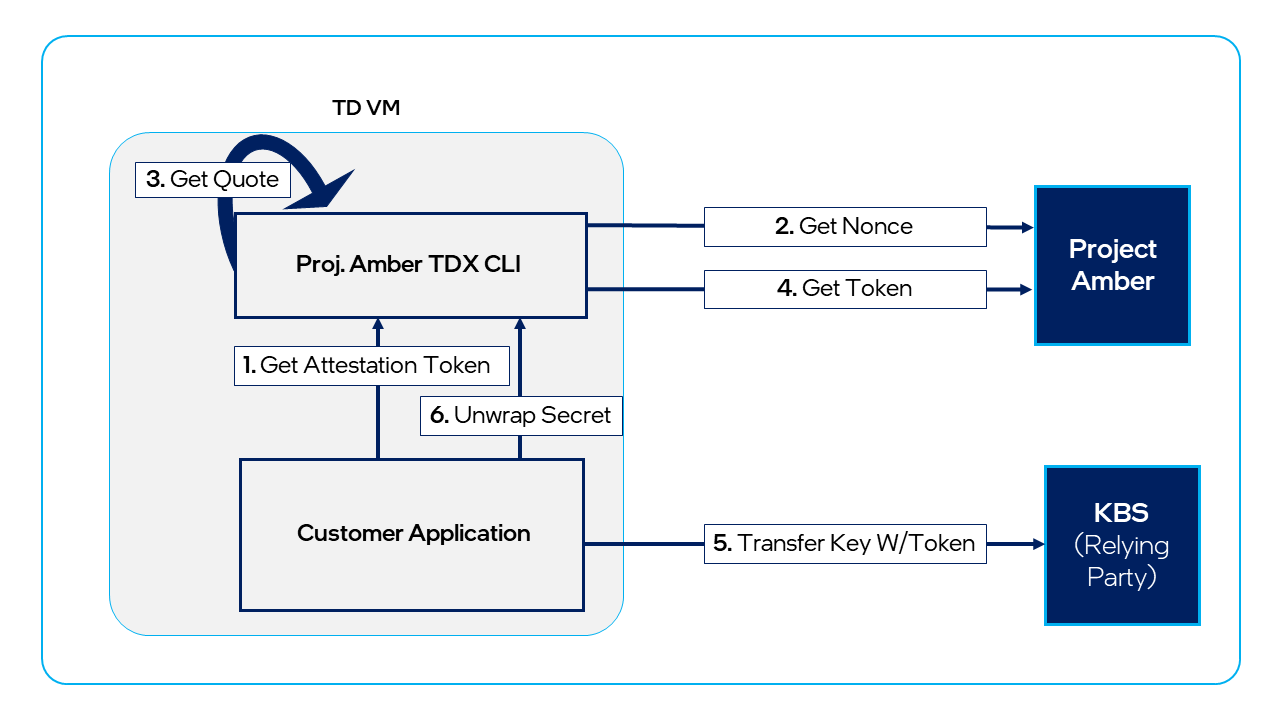 TD VM
3. Get Quote
2. Get Nonce
Proj. Amber TDX CLI
4. Get Token
Project
Amber
1. Get Attestation Token
6. Unwrap Secret
Customer Application
5. Transfer Key W/Token
KBS
(Relying
Party)